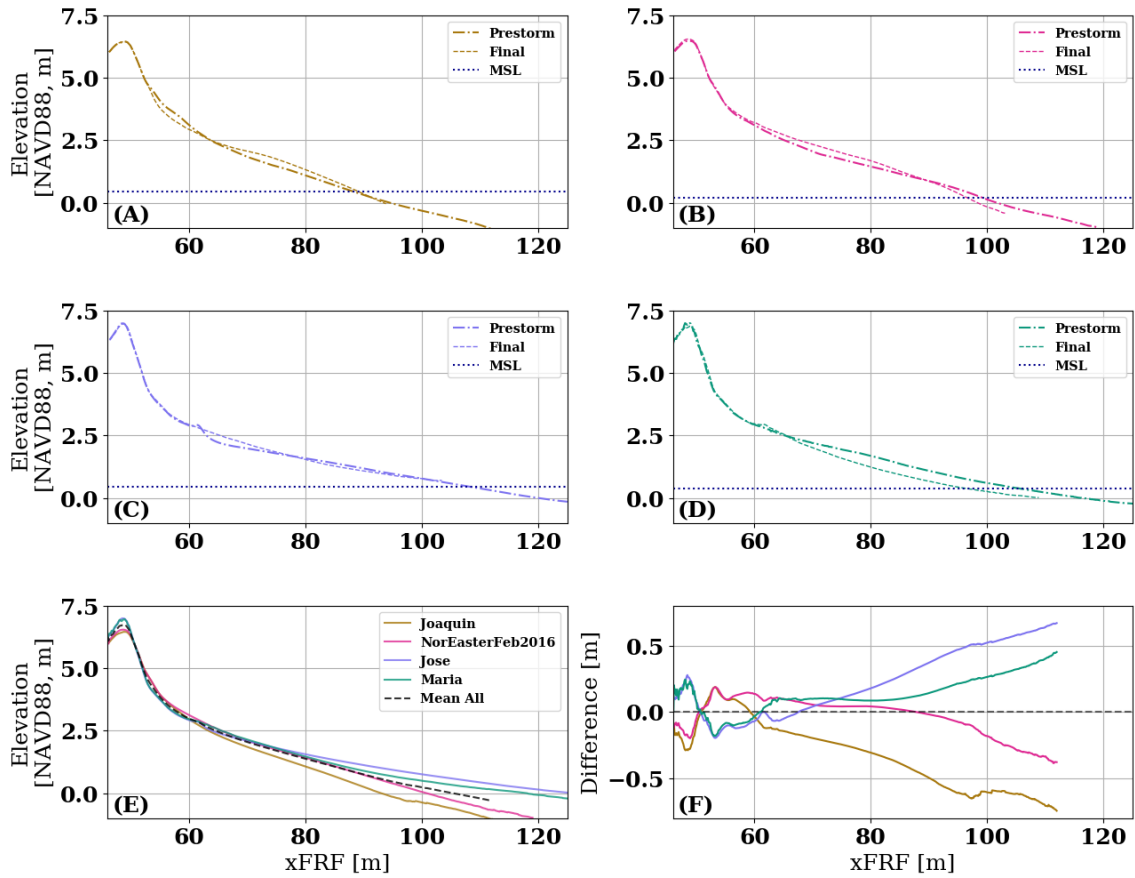 7.5
5.0
2.5
0.0
Elevation
[NAVD88, m]
Prestorm
Final
MSL
(A)
60
80
100
120
7.5
5.0
2.5
0.0
Prestorm
Final
MSL
(B)
60
80
100
120
7.5
5.0
2.5
0.0
Elevation
[NAVD88, m]
Prestorm
Final
MSL
(C)
60
80
100
120
7.5
5.0
2.5
0.0
Prestorm
Final
MSL
(D)
60
80
100
120
7.5
5.0
2.5
0.0
Elevation
[NAVD88, m]
Joaquin
NorEasterFeb2016
Jose
Maria
Mean All
(E)
60
80
100
120
xFRF [m]
0.5
0.0
−0.5
Difference [m]
(F)
60
80
100
120
xFRF [m]